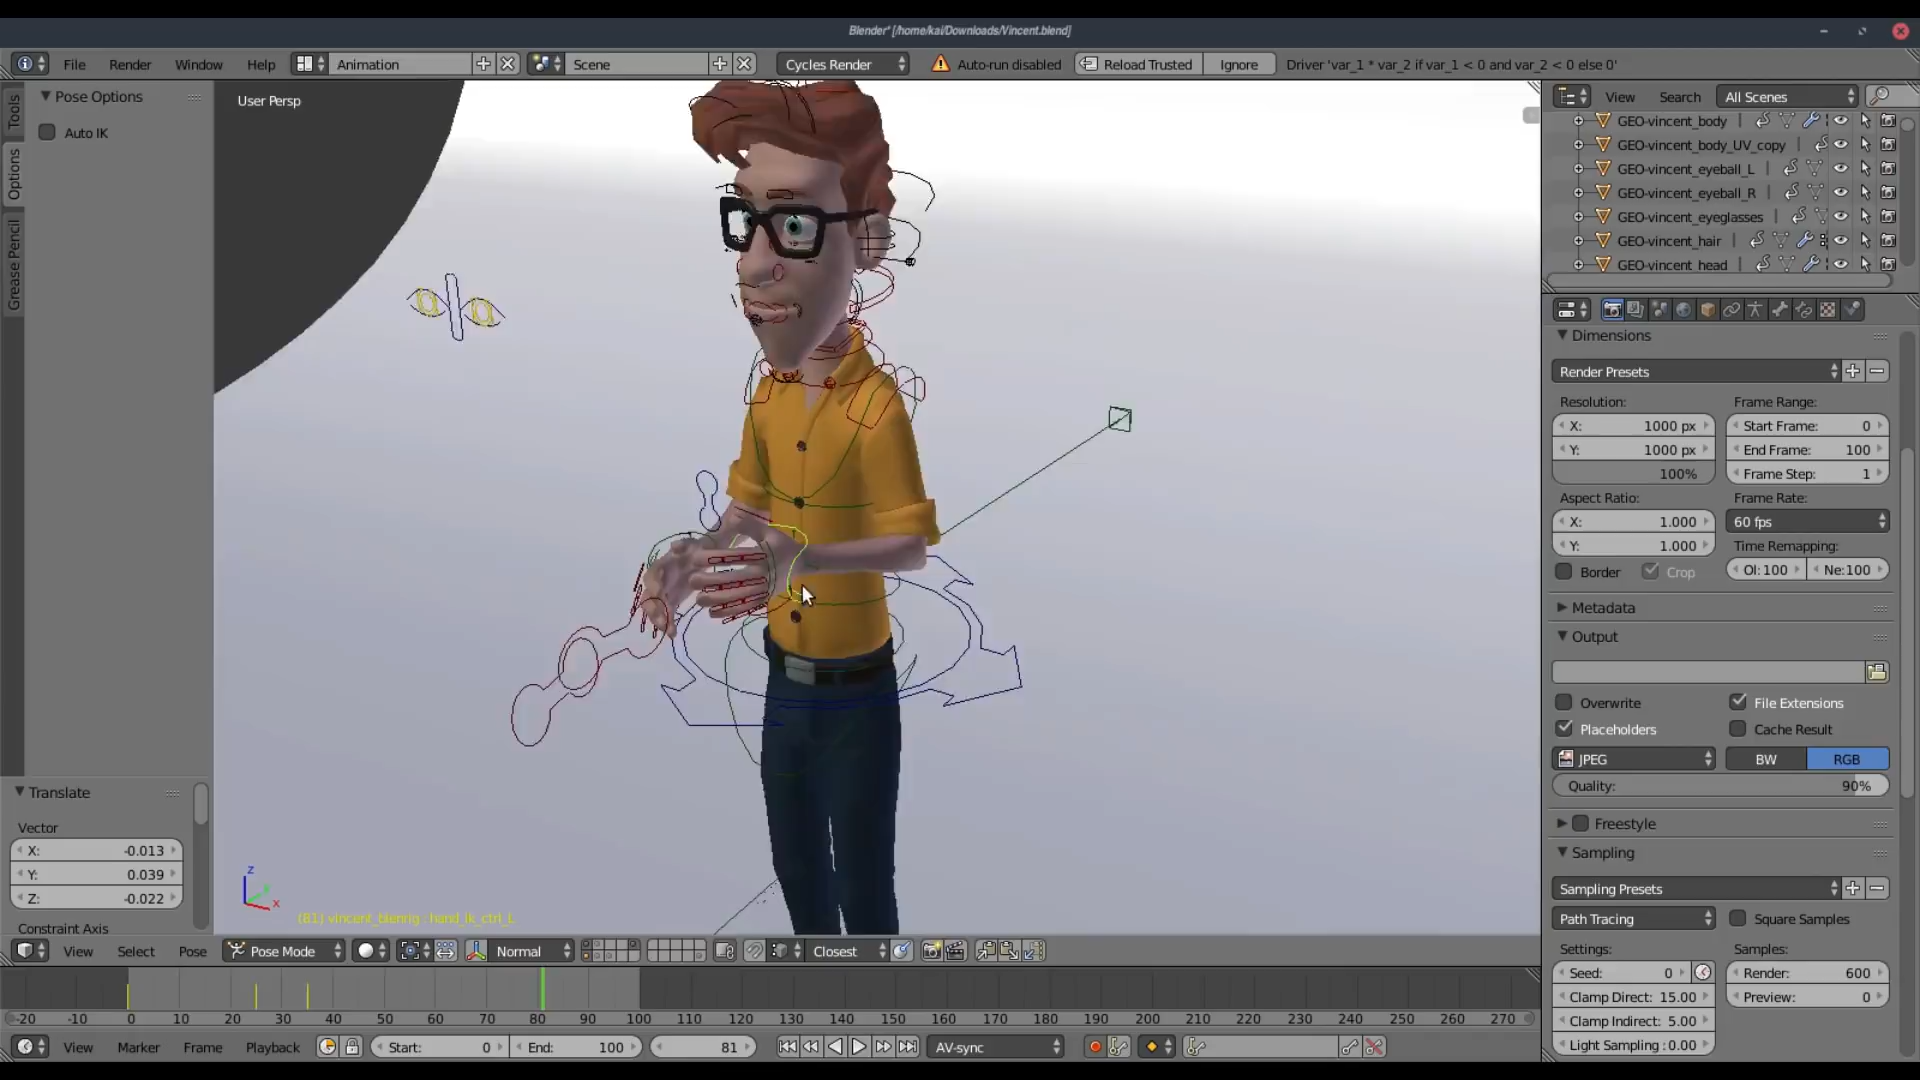 Blender* [/home/kai/Downloads/Vincent.blend]
File Render Window Help Animation Scene Cycles Render Auto-run disabled Reload Trusted Ignore Driver 'var_1 * var_2 if var_1 < 0 and var_2 < 0 else 0'
Tools
Options
Grease Pencil
Pose Options
Auto IK
Translate
Vector
X: -0.013
Y: 0.039
Z: -0.022
Constraint Axis
User Persp
z
x
(81) vincent_blenrig : hand_ik_ctrl_L
View Select Pose Pose Mode Normal Closest
-20 -10 0 10 20 30 40 50 60 70 80 90 100 110 120 130 140 150 160 170 180 190 200 210 220 230 240 250 260 270
View Marker Frame Playback Start: 0 End: 100 81 AV-sync
View Search All Scenes
GEO-vincent_body
GEO-vincent_body_UV_copy
GEO-vincent_eyeball_L
GEO-vincent_eyeball_R
GEO-vincent_eyeglasses
GEO-vincent_hair
GEO-vincent_head
Dimensions
Render Presets
Resolution: Frame Range:
X: 1000 px Start Frame: 0
Y: 1000 px End Frame: 100
100% Frame Step: 1
Aspect Ratio: Frame Rate:
X: 1.000 60 fps
Y: 1.000 Time Remapping:
Border Crop Ol: 100 Ne:100
Metadata
Output
Overwrite File Extensions
Placeholders Cache Result
JPEG BW RGB
Quality: 90%
Freestyle
Sampling
Sampling Presets
Path Tracing Square Samples
Settings: Samples:
Seed: 0 Render: 600
Clamp Direct: 15.00 Preview: 0
Clamp Indirect: 5.00
Light Sampling : 0.00